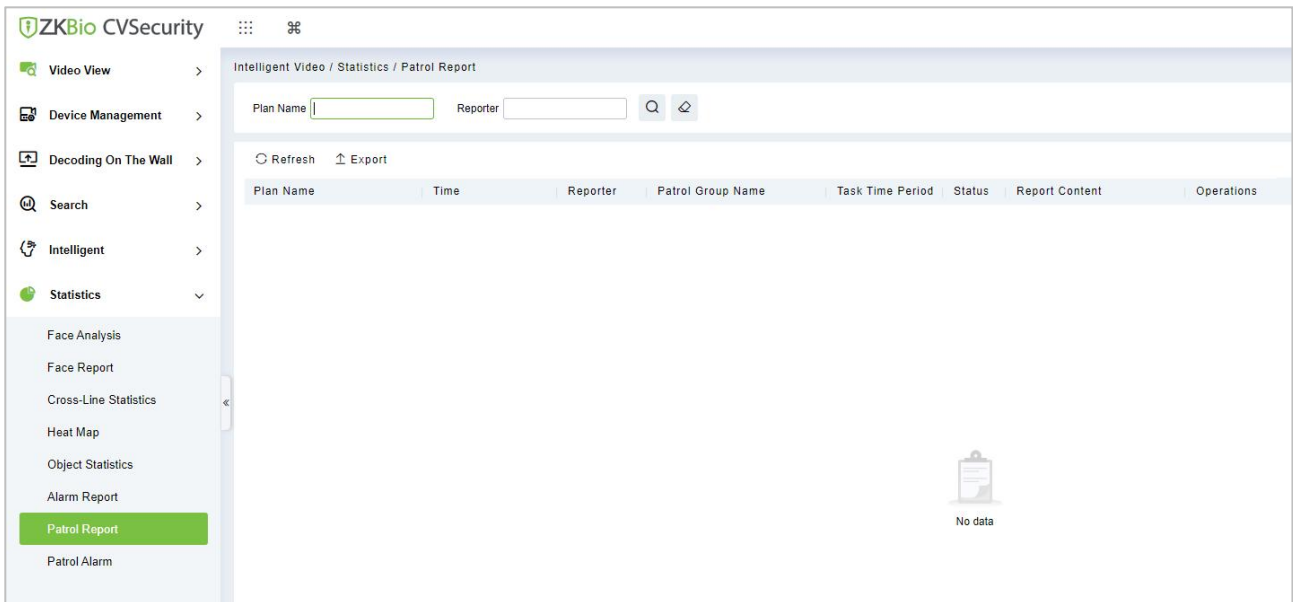 ZKBio CVSecurity
Video View
Device Management
Decoding On The Wall
Search
Intelligent
Statistics
Face Analysis
Face Report
Cross-Line Statistics
Heat Map
Object Statistics
Alarm Report
Patrol Report
Patrol Alarm
Intelligent Video / Statistics / Patrol Report
Plan Name Reporter
Refresh Export
Plan Name Time Reporter Patrol Group Name Task Time Period Status Report Content Operations
No data